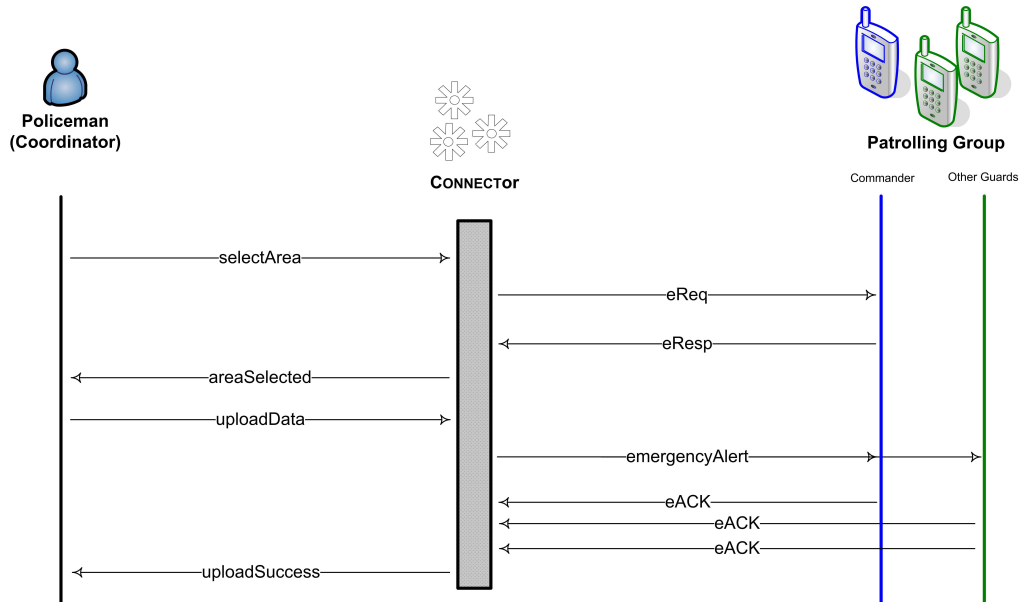 Policeman
(Coordinator)
CONNECTor
Patrolling Group
Commander
Other Guards
selectArea
eReq
eResp
areaSelected
uploadData
emergencyAlert
eACK
eACK
eACK
uploadSuccess